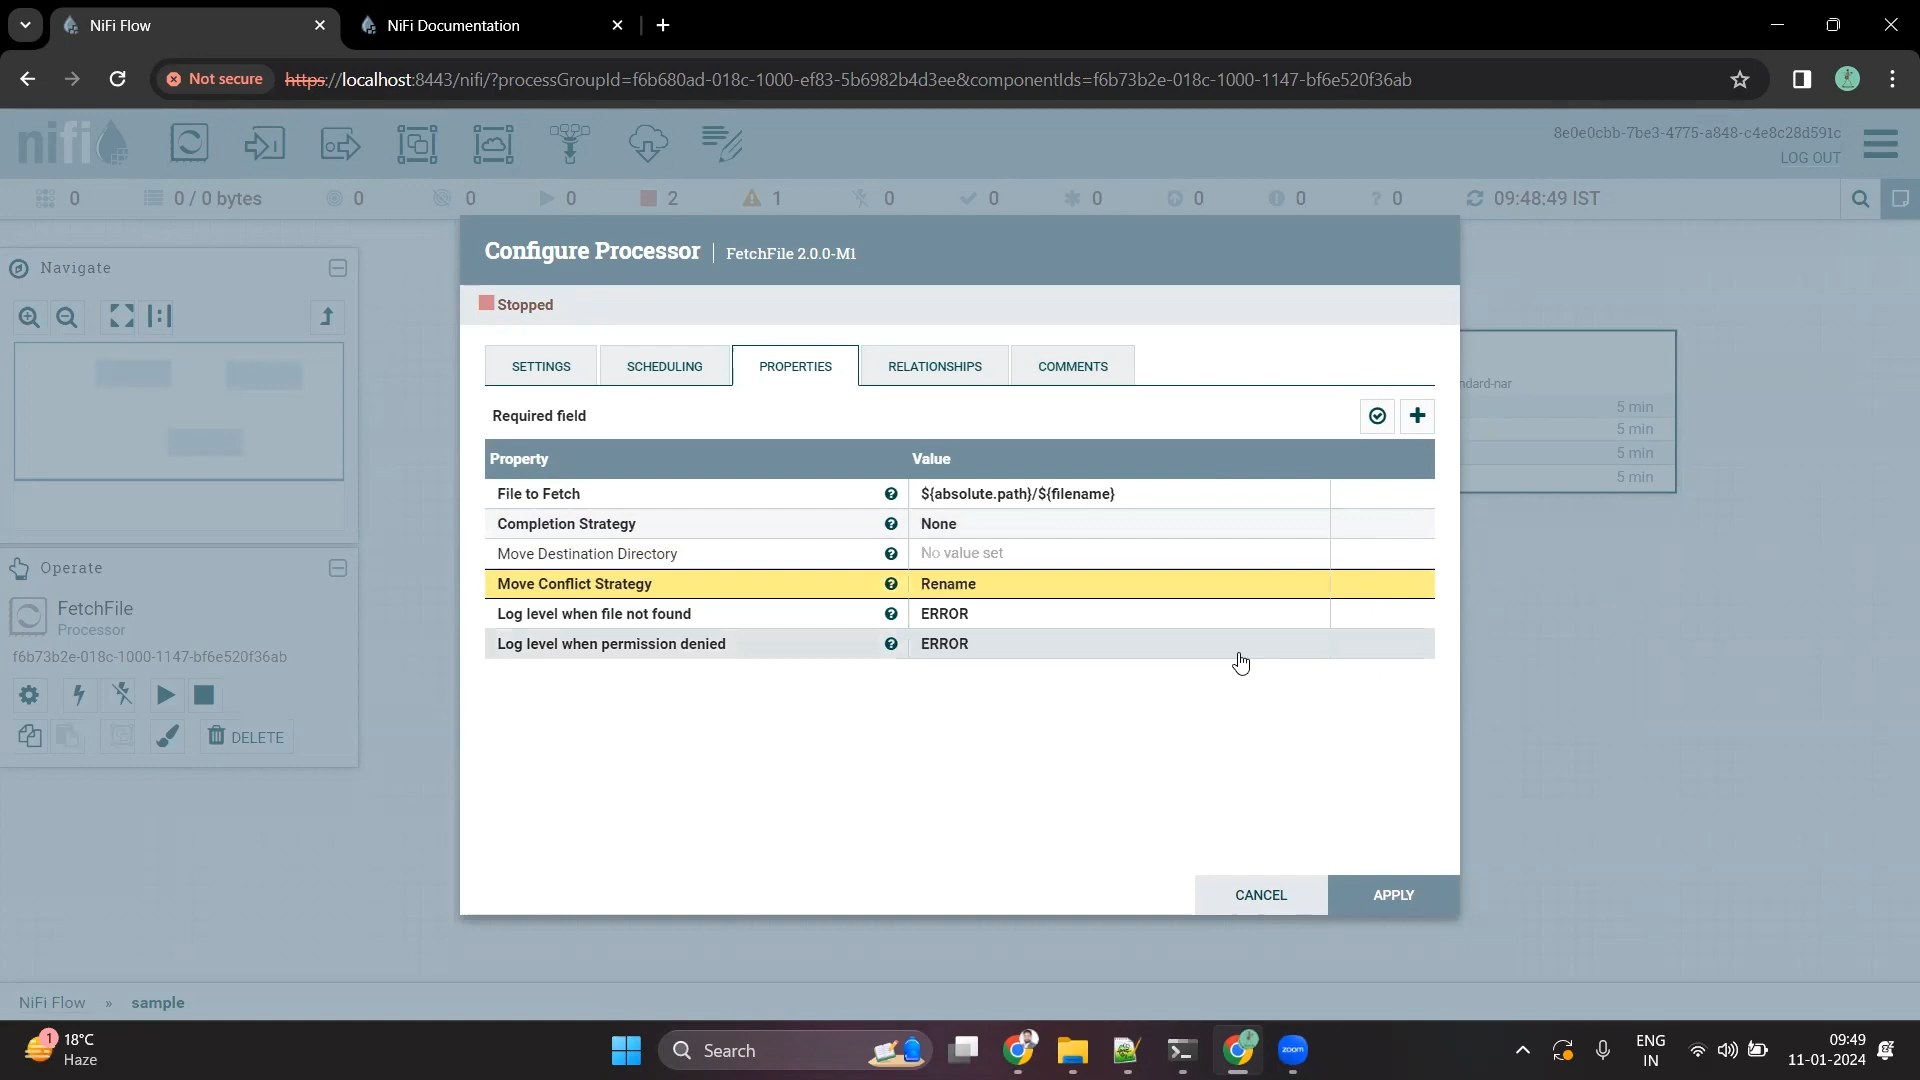 NiFi Flow
NiFi Documentation
Not secure
https://localhost:8443/nifi/?processGroupId=f6b680ad-018c-1000-ef83-5b6982b4d3ee&componentIds=f6b73b2e-018c-1000-1147-bf6e520f36ab
nifi
8e0e0cbb-7be3-4775-a848-c4e8c28d591c
LOG OUT
0
0 / 0 bytes
0
0
0
2
1
0
0
0
0
0
? 0
09:48:49 IST
Configure Processor
FetchFile 2.0.0-M1
Stopped
SETTINGS
SCHEDULING
PROPERTIES
RELATIONSHIPS
COMMENTS
Required field
Property
Value
File to Fetch
${absolute.path}/${filename}
Completion Strategy
None
Move Destination Directory
No value set
Move Conflict Strategy
Rename
Log level when file not found
ERROR
Log level when permission denied
ERROR
CANCEL
APPLY
Navigate
Operate
FetchFile
Processor
f6b73b2e-018c-1000-1147-bf6e520f36ab
DELETE
ndard-nar
5 min
5 min
5 min
5 min
NiFi Flow » sample
1
18°C
Haze
Search
zoom
ENG
IN
09:49
11-01-2024